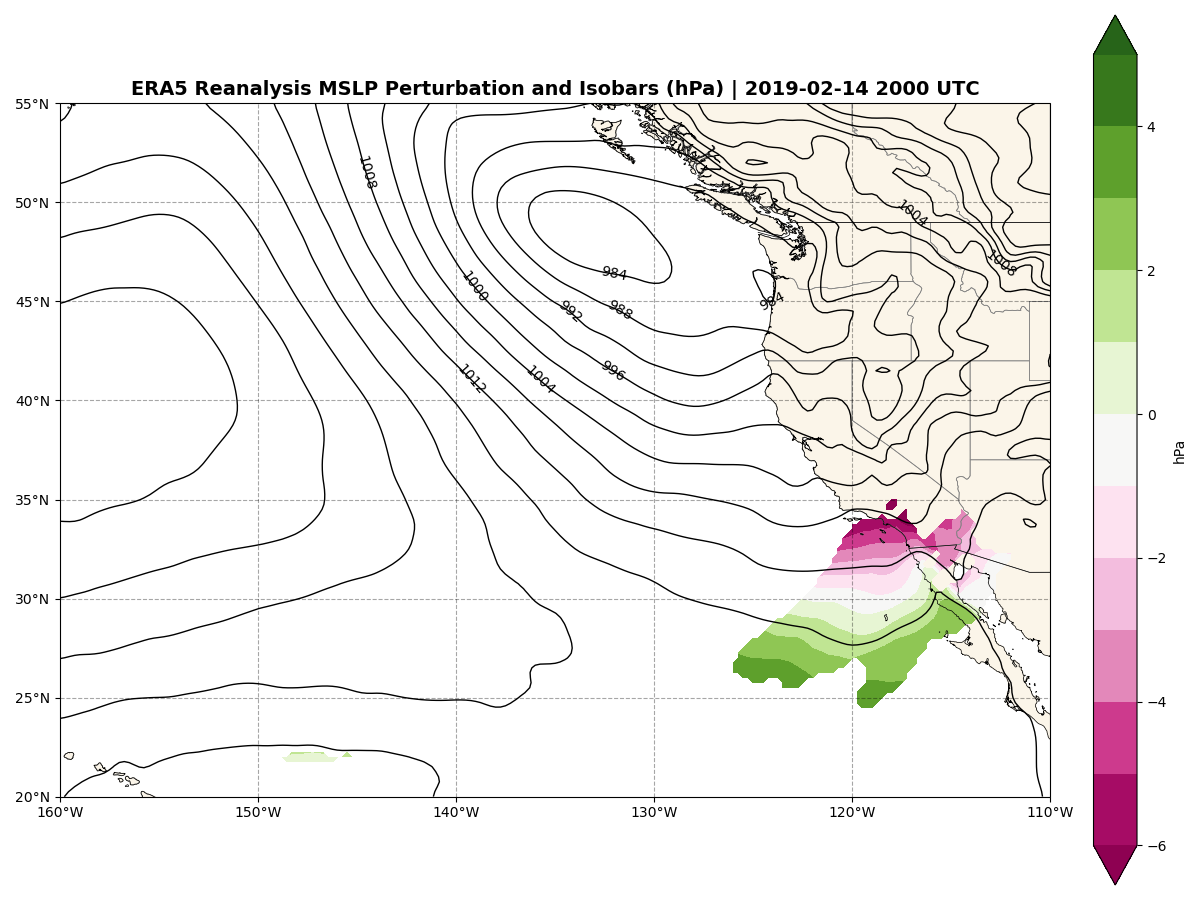 ERA5 Reanalysis MSLP Perturbation and Isobars (hPa) | 2019-02-14 2000 UTC
55°N
50°N
45°N
40°N
35°N
30°N
25°N
20°N
160°W
150°W
140°W
130°W
120°W
110°W
1008
1004
1008
984
1000
994
988
992
996
1012
1004
4
2
0
−2
−4
−6
hPa